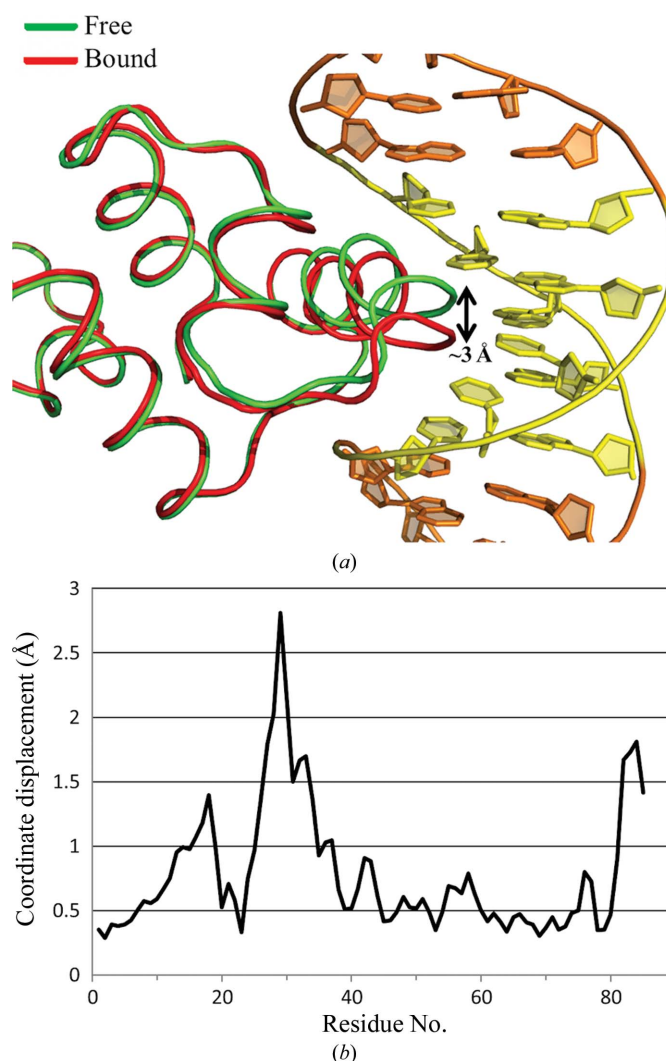 Free
Bound
~3 Å
(a)
3
2.5
2
1.5
1
0.5
0
Coordinate displacement (Å)
0 20 40 60 80
Residue No.
(b)